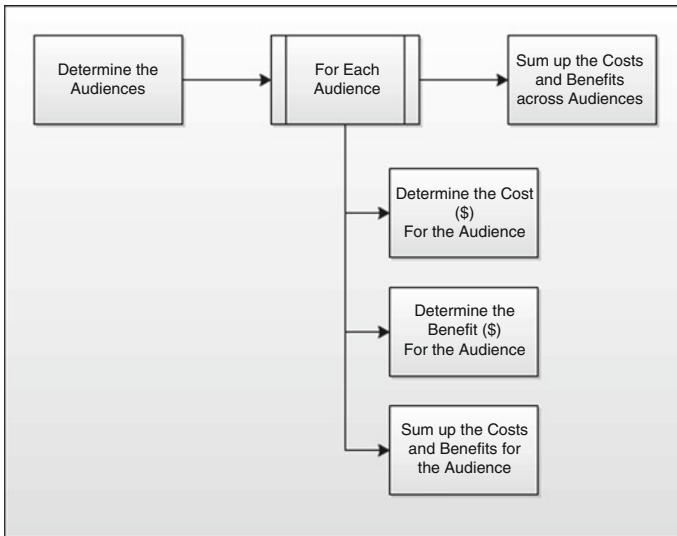 Determine the
Audiences
For Each
Audience
Sum up the Costs
and Benefits
across Audiences
Determine the Cost
($)
For the Audience
Determine the
Benefit ($)
For the Audience
Sum up the Costs
and Benefits for
the Audience